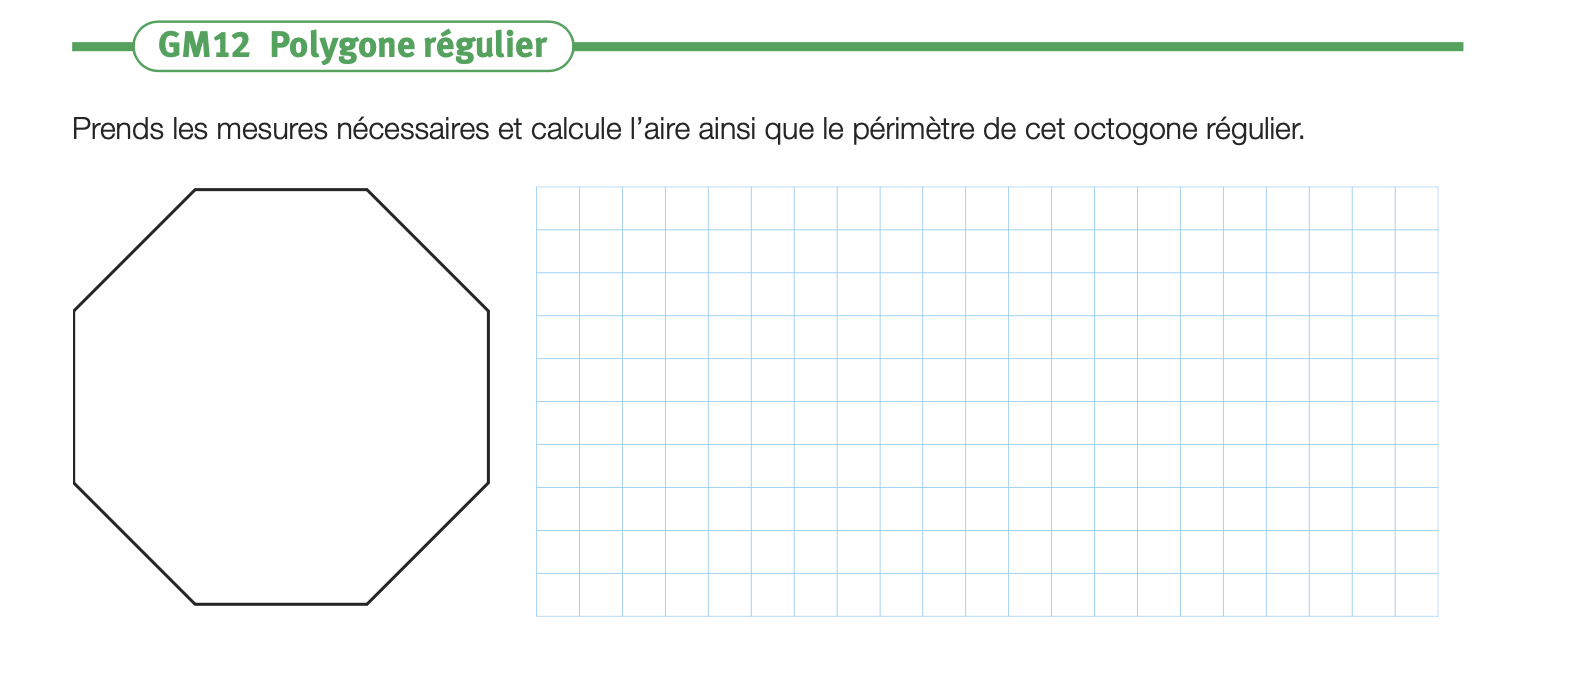 GM12 Polygone régulier
Prends les mesures nécessaires et calcule l’aire ainsi que le périmètre de cet octogone régulier.